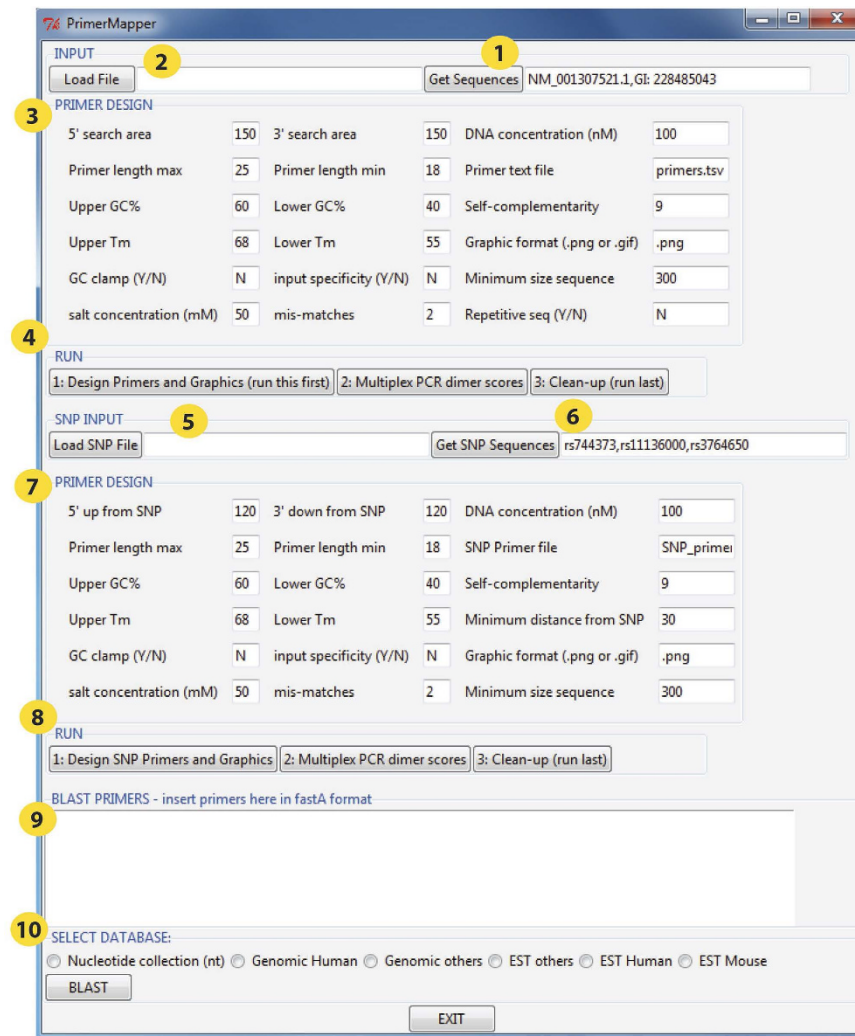 PrimerMapper
INPUT
1
2
Load File
Get Sequences NM_001307521.1,GI: 228485043
3
PRIMER DESIGN
5' search area 150 3' search area 150 DNA concentration (nM) 100
Primer length max 25 Primer length min 18 Primer text file primers.tsv
Upper GC% 60 Lower GC% 40 Self-complementarity 9
Upper Tm 68 Lower Tm 55 Graphic format (.png or .gif) .png
GC clamp (Y/N) N input specificity (Y/N) N Minimum size sequence 300
salt concentration (mM) 50 mis-matches 2 Repetitive seq (Y/N) N
4
RUN
1: Design Primers and Graphics (run this first) 2: Multiplex PCR dimer scores 3: Clean-up (run last)
SNP INPUT
5
6
Load SNP File Get SNP Sequences rs744373,rs11136000,rs3764650
7
PRIMER DESIGN
5' up from SNP 120 3' down from SNP 120 DNA concentration (nM) 100
Primer length max 25 Primer length min 18 SNP Primer file SNP_primer
Upper GC% 60 Lower GC% 40 Self-complementarity 9
Upper Tm 68 Lower Tm 55 Minimum distance from SNP 30
GC clamp (Y/N) N input specificity (Y/N) N Graphic format (.png or .gif) .png
salt concentration (mM) 50 mis-matches 2 Minimum size sequence 300
8
RUN
1: Design SNP Primers and Graphics 2: Multiplex PCR dimer scores 3: Clean-up (run last)
BLAST PRIMERS - insert primers here in fastA format
9
10
SELECT DATABASE:
Nucleotide collection (nt) Genomic Human Genomic others EST others EST Human EST Mouse
BLAST
EXIT